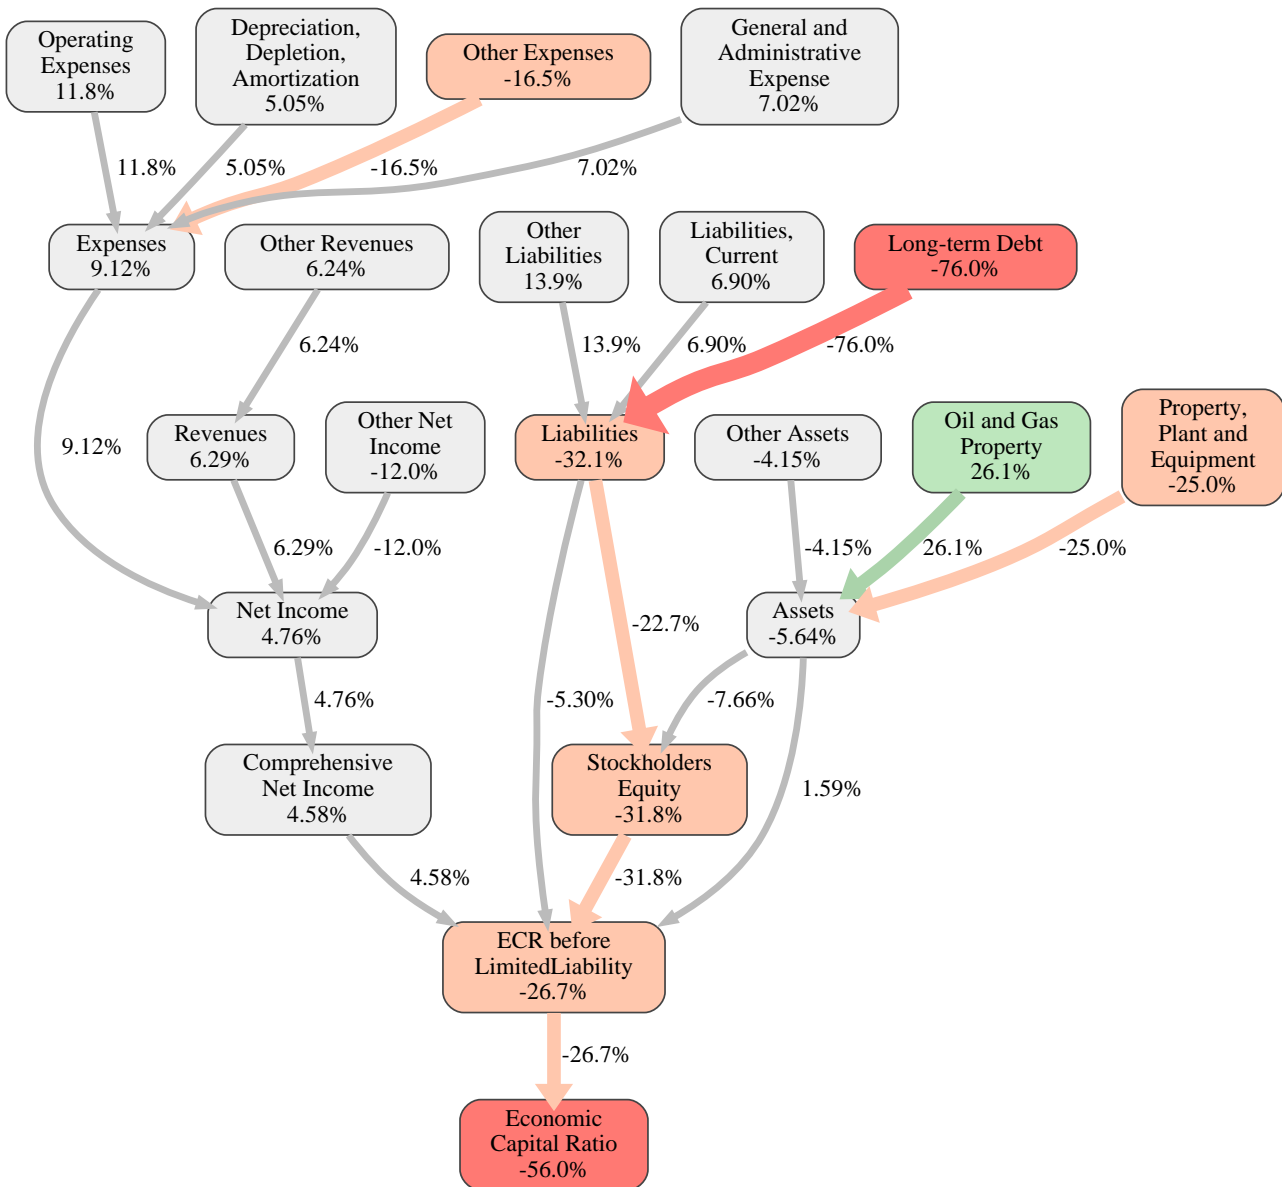 Operating
Expenses
11.8%
Depreciation,
Depletion,
Amortization
5.05%
Other Expenses
-16.5%
General and
Administrative
Expense
7.02%
11.8%
5.05%
-16.5%
7.02%
Expenses
9.12%
Other Revenues
6.24%
Other
Liabilities
13.9%
Liabilities,
Current
6.90%
Long-term Debt
-76.0%
6.24%
13.9%
6.90%
-76.0%
9.12%
Revenues
6.29%
Other Net
Income
-12.0%
Liabilities
-32.1%
Other Assets
-4.15%
Oil and Gas
Property
26.1%
Property,
Plant and
Equipment
-25.0%
6.29%
-12.0%
-4.15%
26.1%
-25.0%
Net Income
4.76%
-22.7%
Assets
-5.64%
4.76%
-5.30%
-7.66%
1.59%
Comprehensive
Net Income
4.58%
Stockholders
Equity
-31.8%
4.58%
-31.8%
ECR before
LimitedLiability
-26.7%
-26.7%
Economic
Capital Ratio
-56.0%